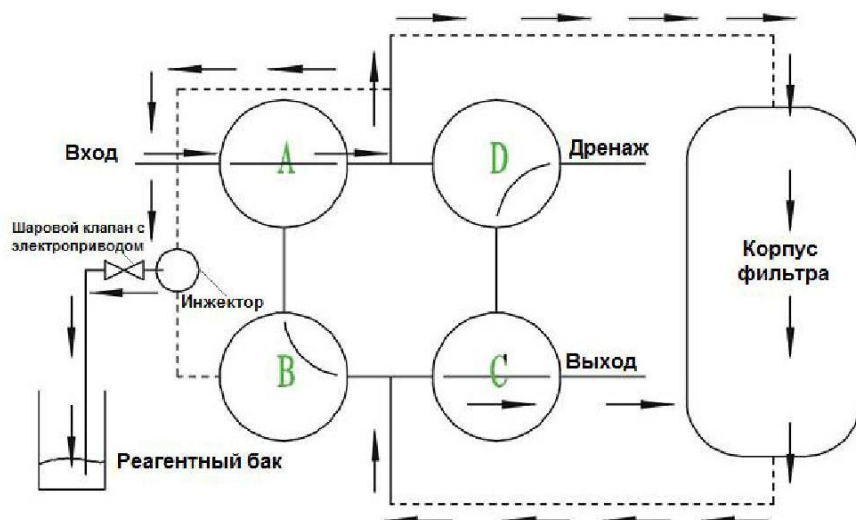 Вход
A
D
Дренаж
Шаровой клапан с
электроприводом
Инжектор
Корпус
фильтра
B
C
Выход
Реагентный бак